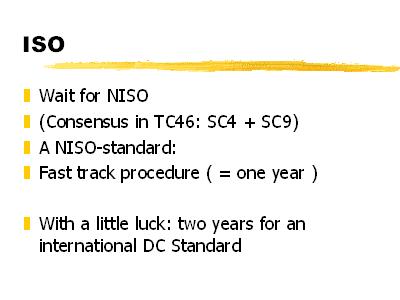 ISO
Wait for NISO
(Consensus in TC46: SC4 + SC9)
A NISO-standard:
Fast track procedure ( = one year )
With a little luck: two years for an
international DC Standard